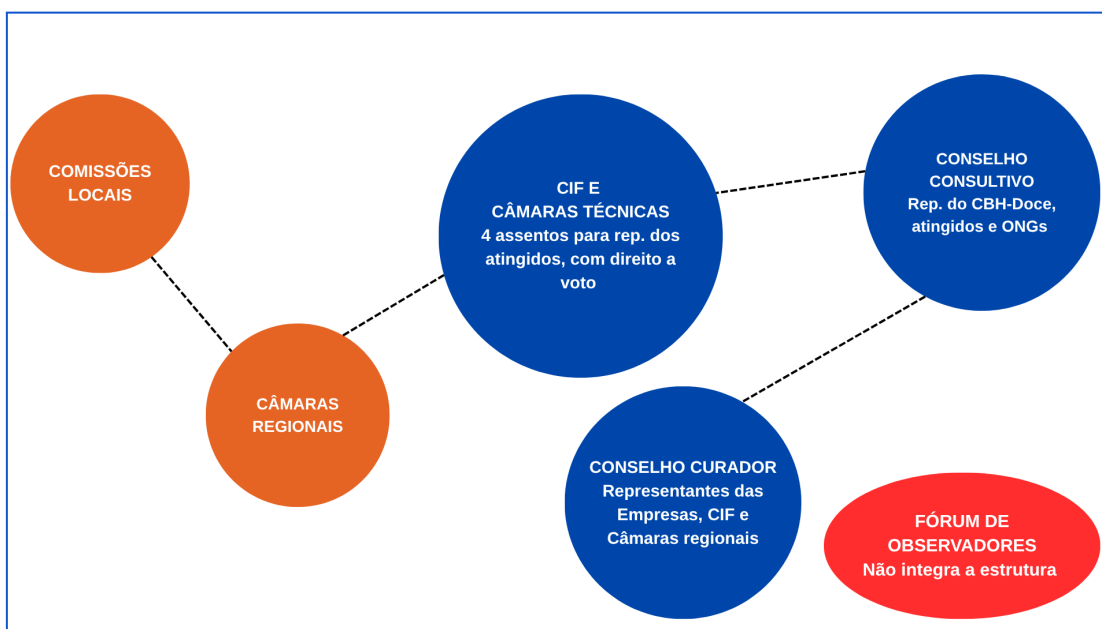 COMISSÕES
LOCAIS
CÂMARAS
REGIONAIS
CIF E
CÂMARAS TÉCNICAS
4 assentos para rep. dos
atingidos, com direito a
voto
CONSELHO
CONSULTIVO
Rep. do CBH-Doce,
atingidos e ONGs
CONSELHO CURADOR
Representantes das
Empresas, CIF e
Câmaras regionais
FÓRUM DE
OBSERVADORES
Não integra a estrutura